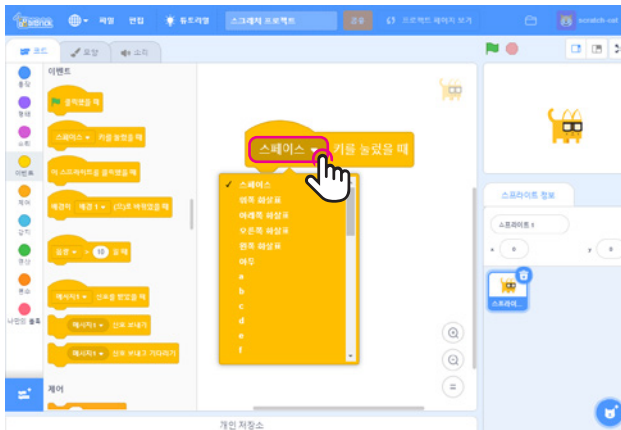 SCRATCH 파일 편집 튜토리얼 스크래치 프로젝트 공유 프로젝트 페이지 보기 scratch-cat
코드 모양 소리
동작
형태
소리
이벤트
제어
감지
연산
변수
나만의 블록
이벤트
클릭했을 때
스페이스 키를 눌렀을 때
이 스프라이트를 클릭했을 때
배경이 배경 1 (으)로 바뀌었을 때
음량 > 10 일 때
메시지1 신호를 받았을 때
메시지1 신호 보내기
메시지1 신호 보내고 기다리기
제어
스페이스 키를 눌렀을 때
✓ 스페이스
위쪽 화살표
아래쪽 화살표
오른쪽 화살표
왼쪽 화살표
아무
a
b
c
d
e
f
개인 저장소
스프라이트 정보
스프라이트 1
x 0 y 0
스프라이...